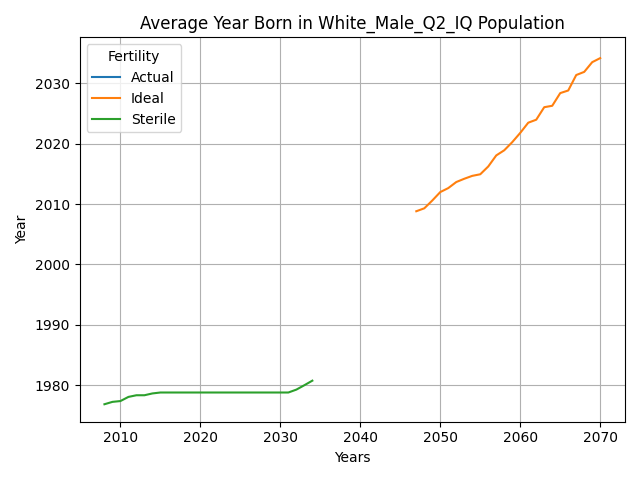 Average Year Born in White_Male_Q2_IQ Population
Fertility
Actual
Ideal
Sterile
Year
2030
2020
2010
2000
1990
1980
2010 2020 2030 2040 2050 2060 2070
Years